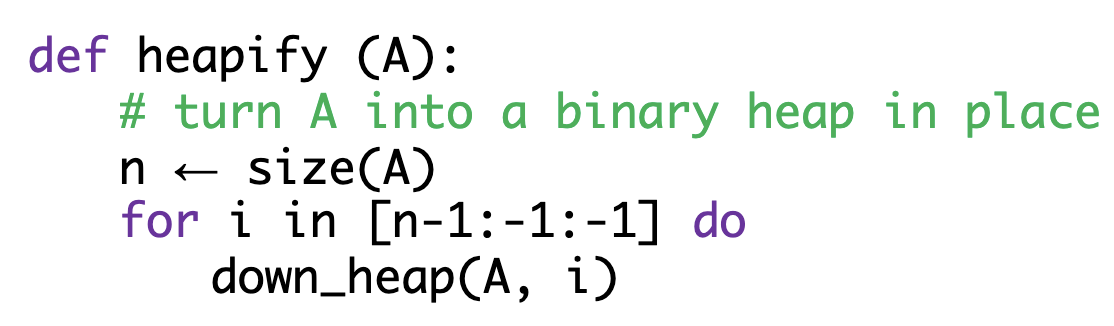 def heapify (A):
# turn A into a binary heap in place
n ← size(A)
for i in [n-1:-1:-1] do
down_heap(A, i)